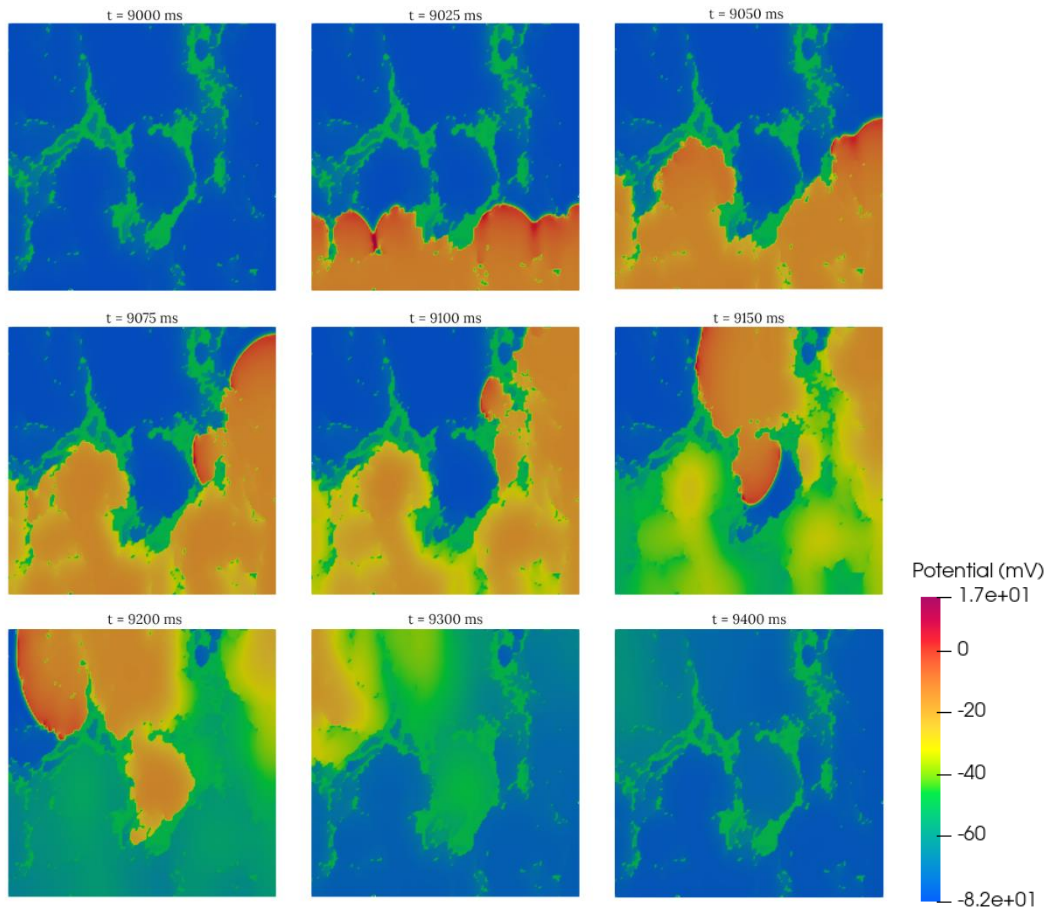 t = 9000 ms
t = 9025 ms
t = 9050 ms
t = 9075 ms
t = 9100 ms
t = 9150 ms
t = 9200 ms
t = 9300 ms
t = 9400 ms
Potential (mV)
1.7e+01
0
-20
-40
-60
-8.2e+01